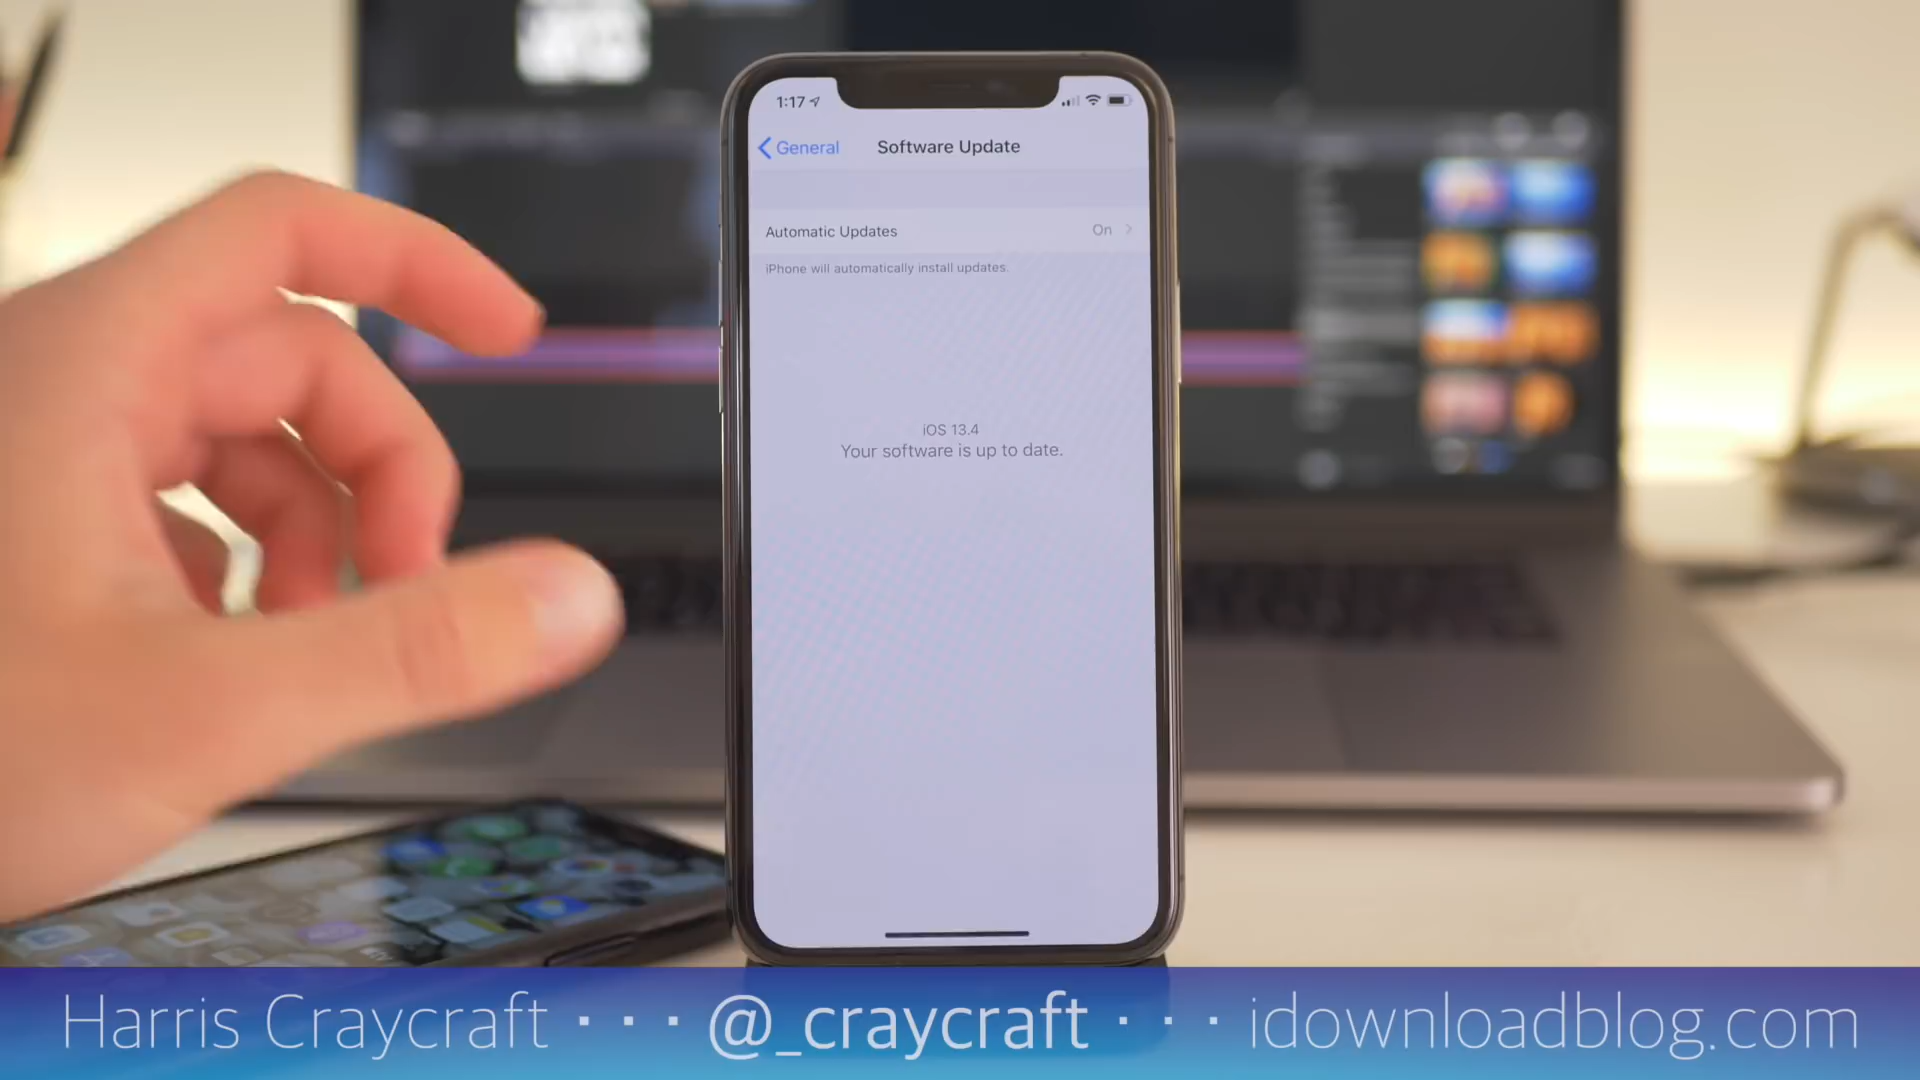 1:17
General
Software Update
Automatic Updates
On
iPhone will automatically install updates.
iOS 13.4
Your software is up to date.
Harris Craycraft · · · @_craycraft · · · idownloadblog.com